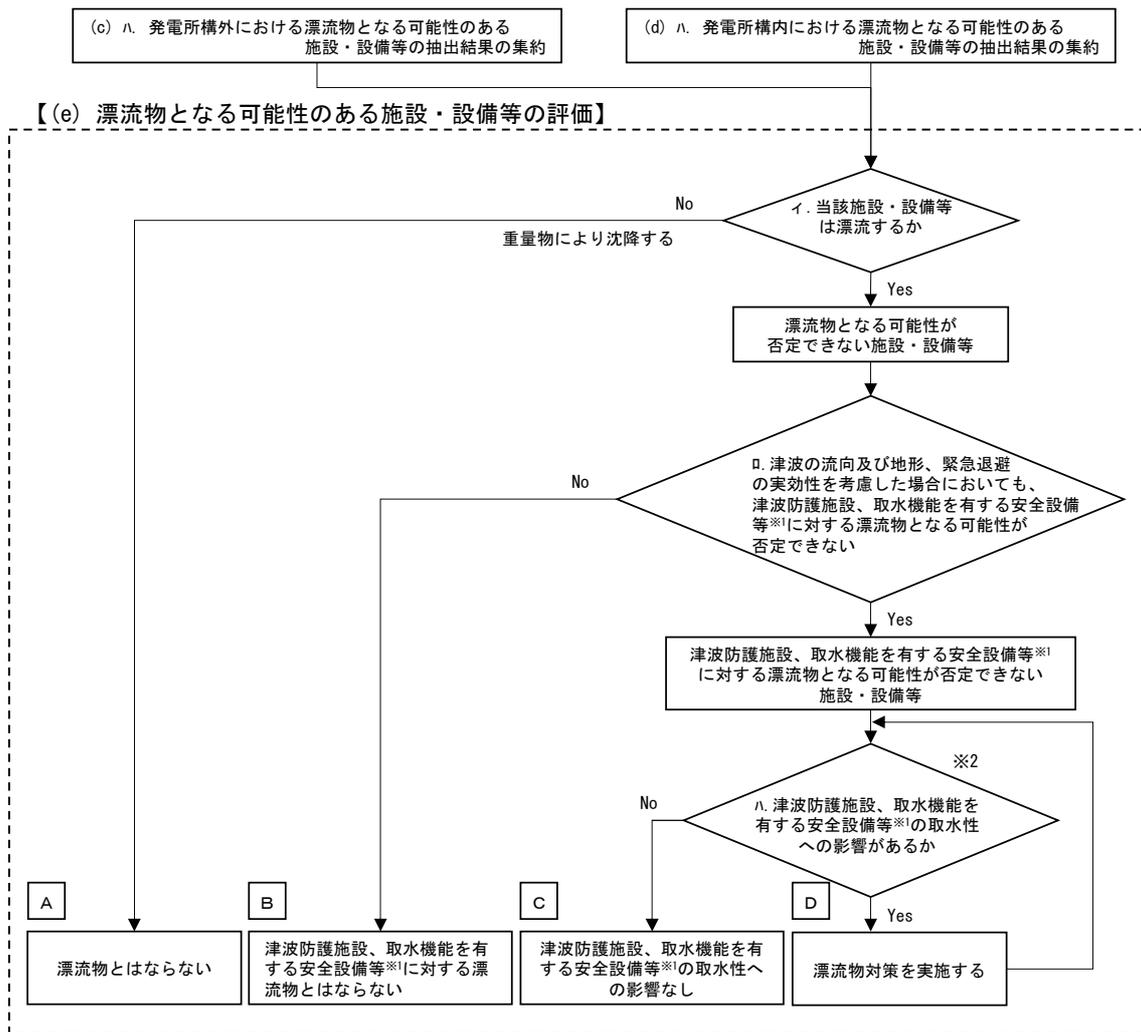 (c) ハ. 発電所構外における漂流物となる可能性のある
施設・設備等の抽出結果の集約
(d) ハ. 発電所構内における漂流物となる可能性のある
施設・設備等の抽出結果の集約
【(e) 漂流物となる可能性のある施設・設備等の評価】
イ. 当該施設・設備等
は漂流するか
No
重量物により沈降する
Yes
漂流物となる可能性が
否定できない施設・設備等
ロ. 津波の流向及び地形、緊急退避
の実効性を考慮した場合においても、
津波防護施設、取水機能を有する安全設備
等※1に対する漂流物となる可能性が
否定できない
No
Yes
津波防護施設、取水機能を有する安全設備等※1
に対する漂流物となる可能性が否定できない
施設・設備等
※2
ハ. 津波防護施設、取水機能を
有する安全設備等※1の取水性
への影響があるか
No
Yes
A
漂流物とはならない
B
津波防護施設、取水機能を有
する安全設備等※1に対する漂
流物とはならない
C
津波防護施設、取水機能を有
する安全設備等※1の取水性へ
の影響なし
D
漂流物対策を実施する